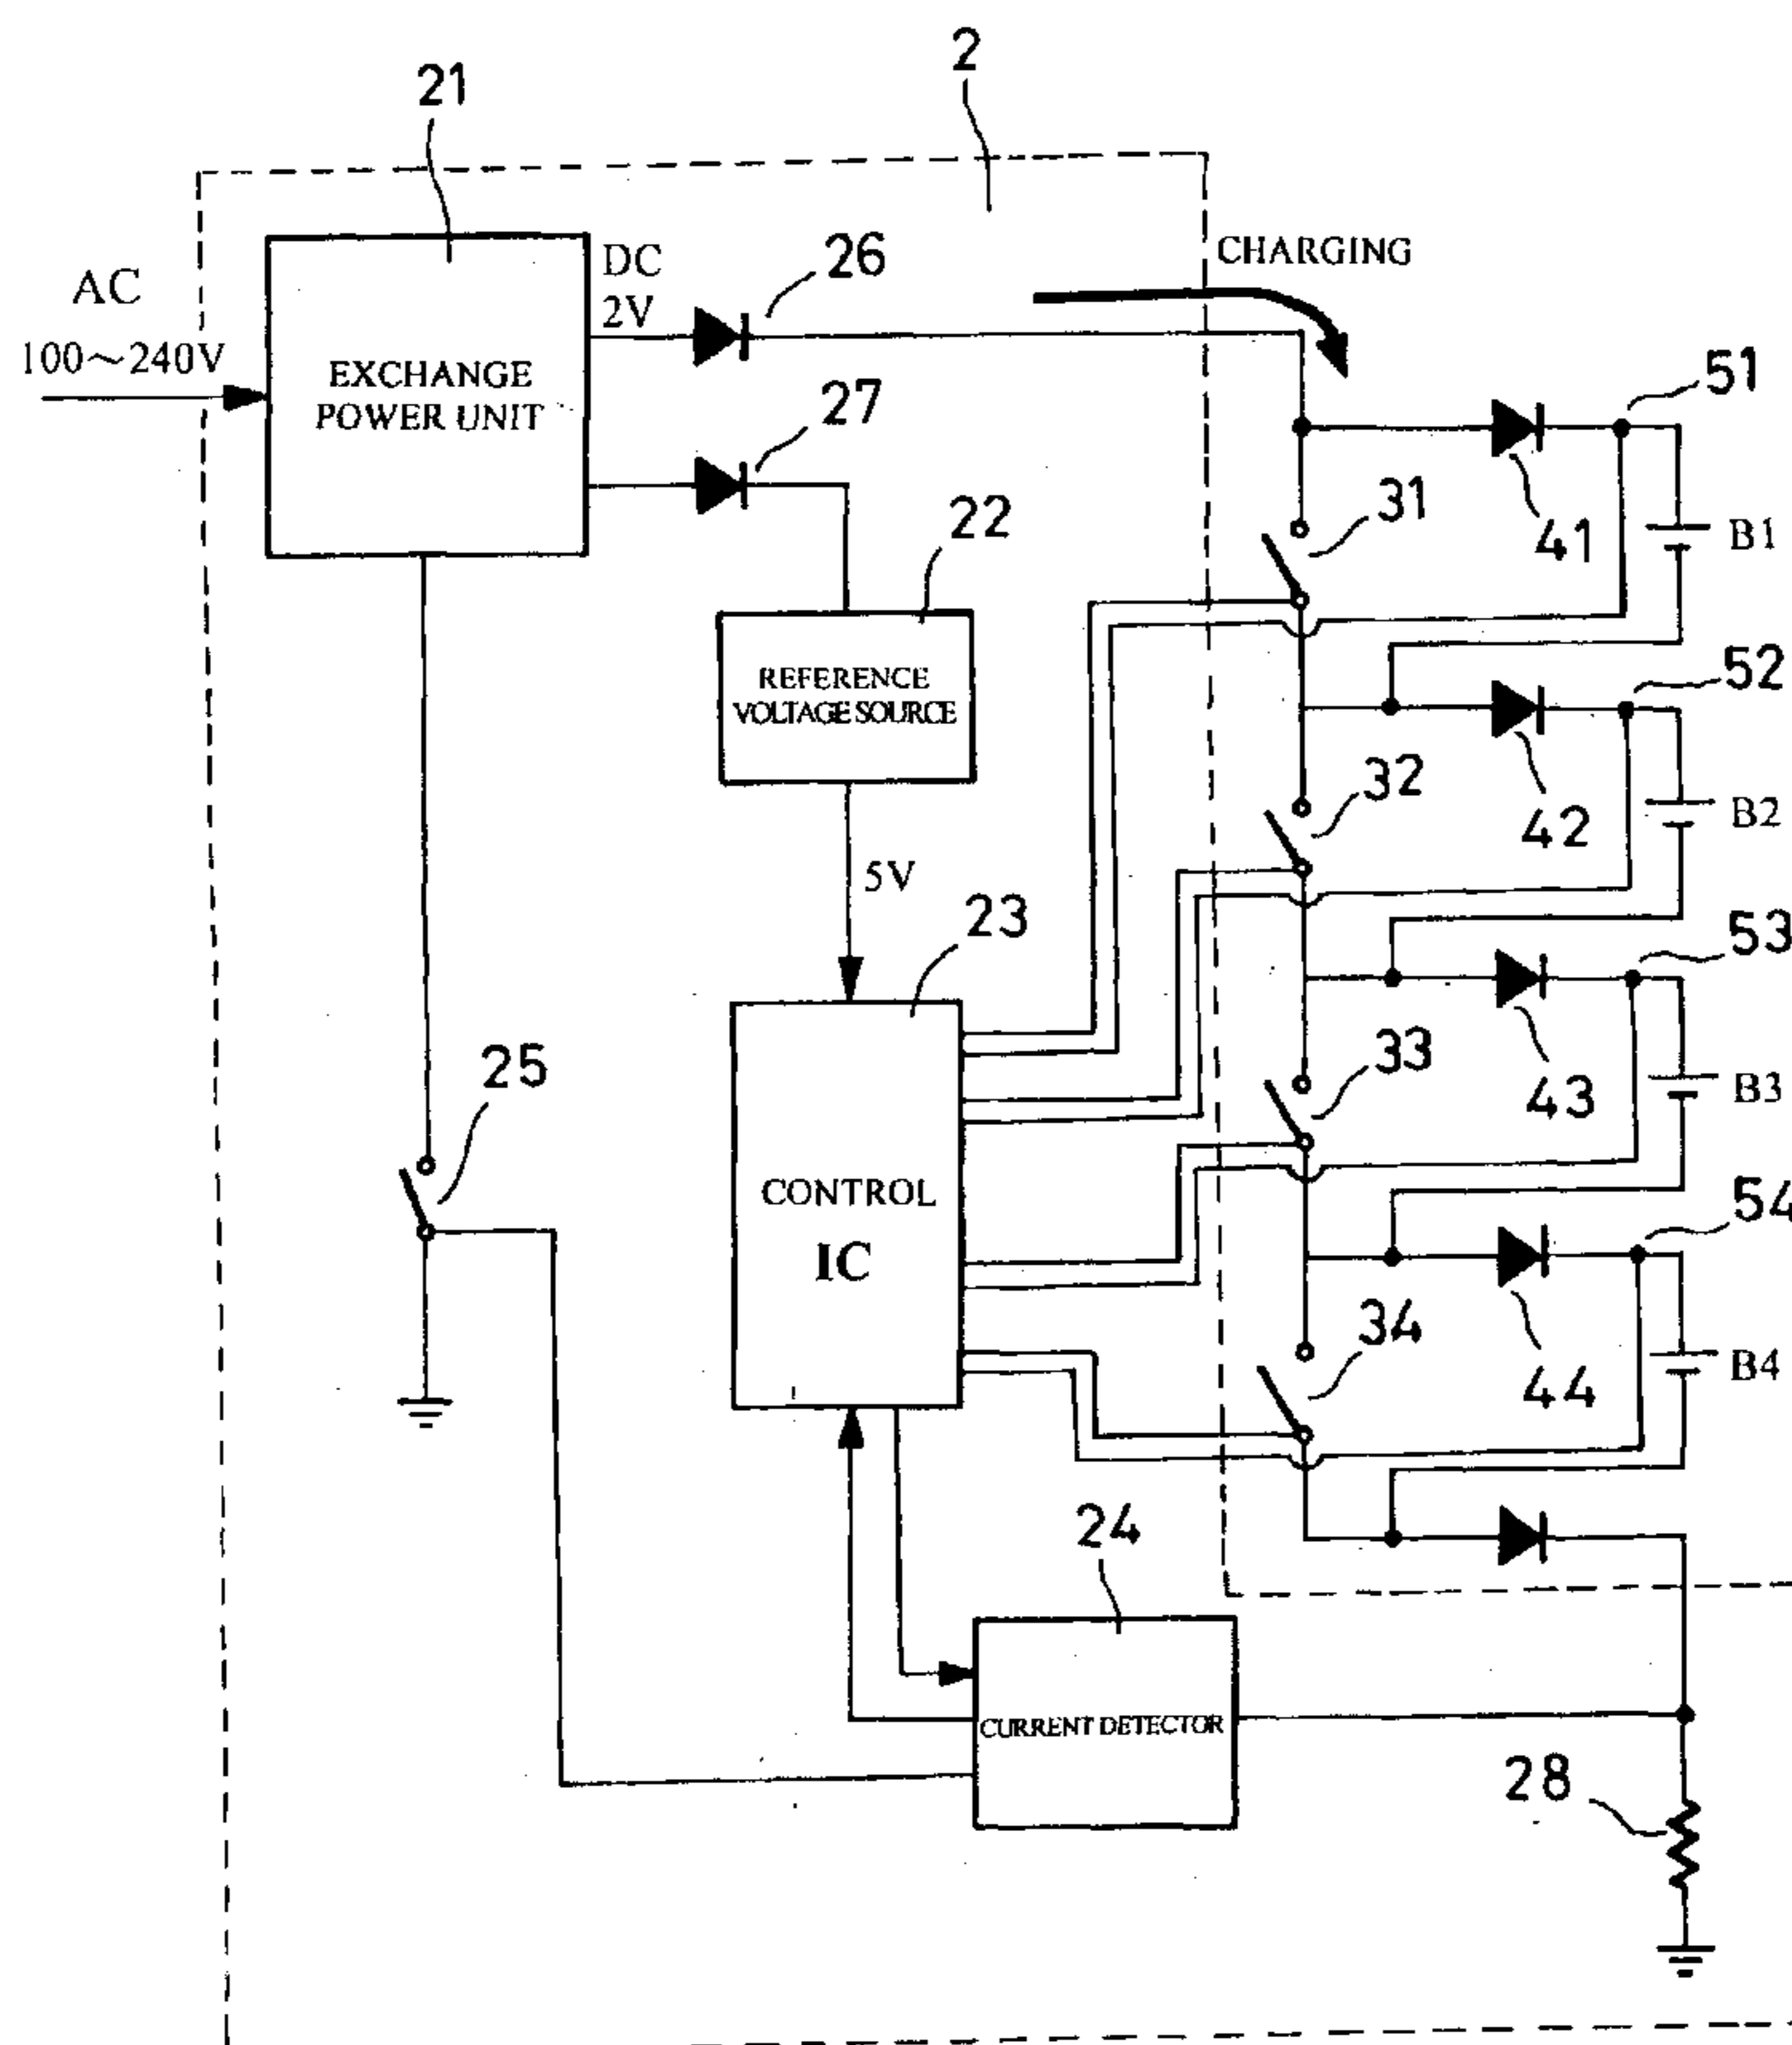 2
21
AC
100~240V
EXCHANGE
POWER UNIT
DC
2V
26
CHARGING
27
51
41
B1
31
22
REFERENCE
VOLTAGE SOURCE
52
32
42
B2
5V
23
53
33
43
B3
25
CONTROL
IC
54
34
44
B4
24
CURRENT DETECTOR
28